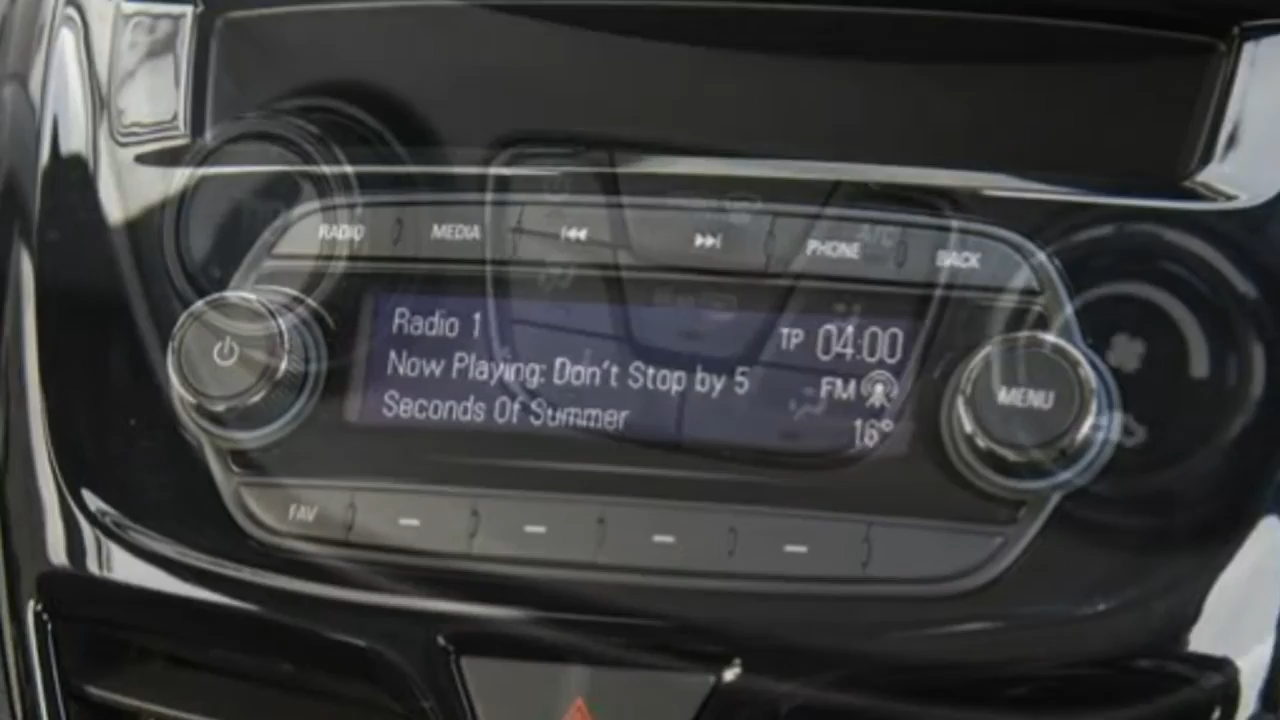 RADIO MEDIA PHONE BACK
Radio 1
TP 04:00
Now Playing: Don't Stop by 5
FM
Seconds Of Summer
16°
MENU
FAV